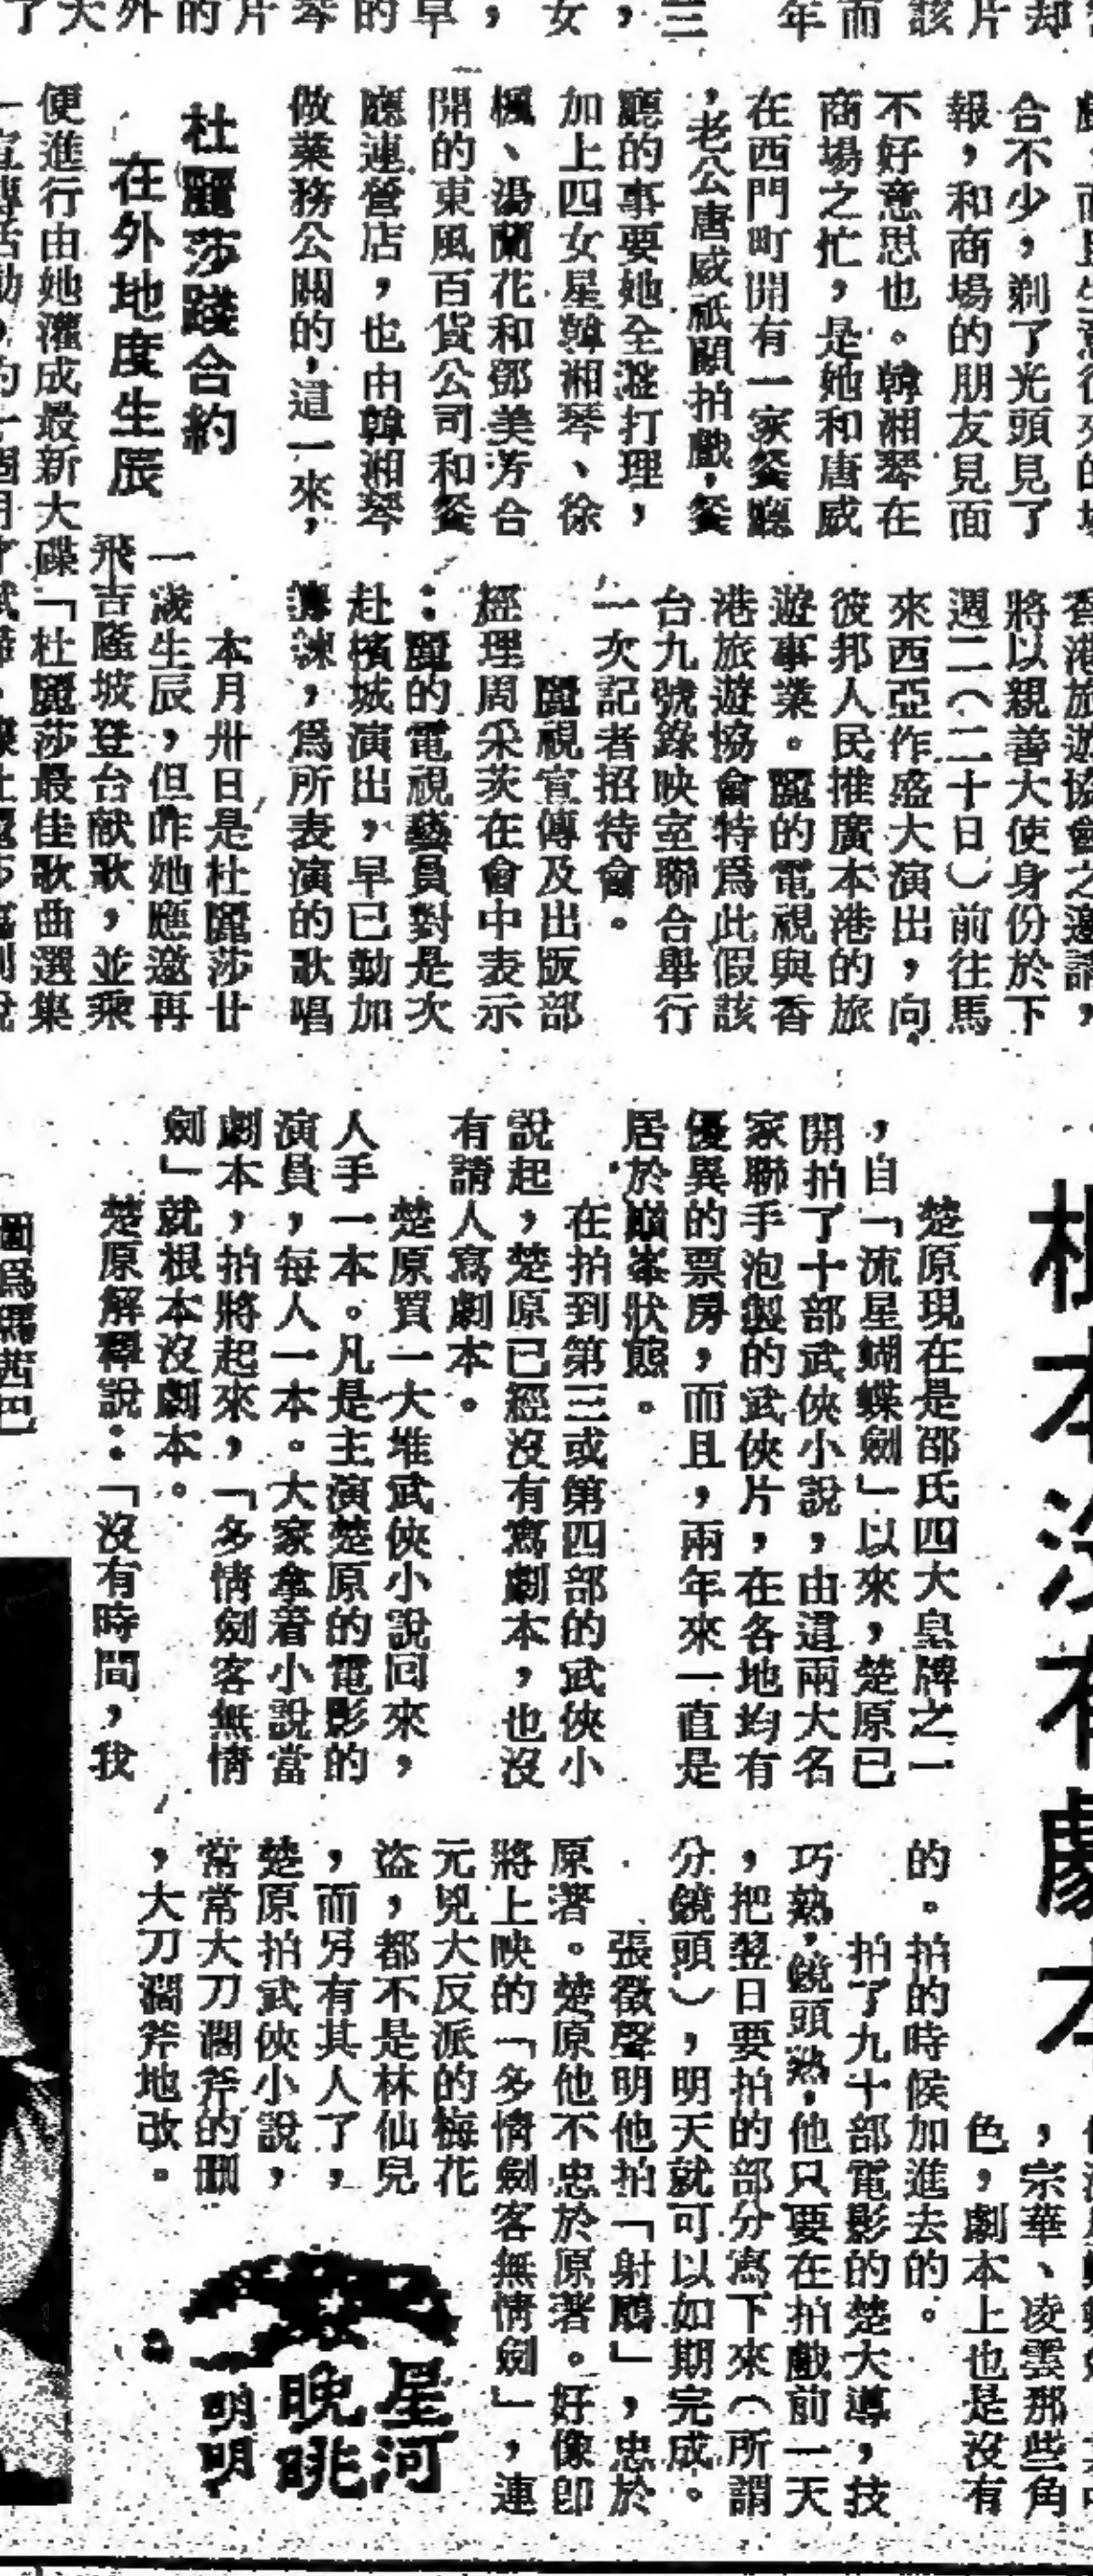 合不少，剃了光頭見了
報，和商場的朋友見面
不好意思也。韓湘琴在
商場之忙，是她和唐威
在西門町開有一家餐廳
，老公唐威祇顧拍戲，餐
廳的事要她全漄打理，
加上四女星韓湘琴、徐
楓、湯蘭花和鄧美芳合
開的東風百貨公司和餐
廳連營店，也由韓湘琴
做業務公關的，這一來，
香港旅遊協會之邀請，
將以親善大使身份於下
週二（二十日）前往馬
來西亞作盛大演出，向
彼邦人民推廣本港的旅
遊事業。麗的電視與香
港旅遊協會特爲此假該
台九號錄映室聯合舉行
一次記者招待會。
麗視宣傳及出版部
經理周采茨在會中表示
：麗的電視藝員對是次
赴檳城演出，早已勤加
練，爲所表演的歌唱
杜麗莎踐合約
在外地度生辰
本月卅日是杜麗莎廿
一歲生辰，但昨她應邀再
飛吉隆坡登台献歌，並乘
便進行由她灌成最新大碟「杜麗莎最佳歌曲選集
根本沒有劇本
楚原現在是邵氏四大皇牌之一
，自「流星蝴蝶劍」以來，楚原已
開拍了十部武俠小說，由這兩大名
家聯手泡製的武俠片，在各地均有
優異的票房，而且，兩年來一直是
居於巔峯狀態。
在拍到第三或第四部的武俠小
說起，楚原已經沒有寫劇本，也沒
有請人寫劇本。
楚原買一大堆武俠小說回來，
人手一本。凡是主演楚原的電影的
演員，每人一本。大家拿着小說當
劇本，拍將起來，「多情劍客無情
劍」就根本沒劇本。
楚原解釋說：「沒有時間，我
，宗華、凌雲那些角
色，劇本上也是沒有
的。拍的時候加進去的。
拍了九十部電影的楚大導，技
巧熟，鏡頭熟，他只要在拍戲前一天
，把翌日要拍的部分寫下來（所謂
分鏡頭），明天就可以如期完成。
張徹聲明他拍「射鵰」，忠於
原著。楚原他不忠於原著。好像卽
將上映的「多情劍客無情劍」，連
元兇大反派的梅花
盜，都不是林仙兒
，而另有其人了，
楚原拍武俠小說，
常常大刀濶斧的刪
，大刀濶斧地改。
星河
晚眺
明明
圖爲瑪茜巴